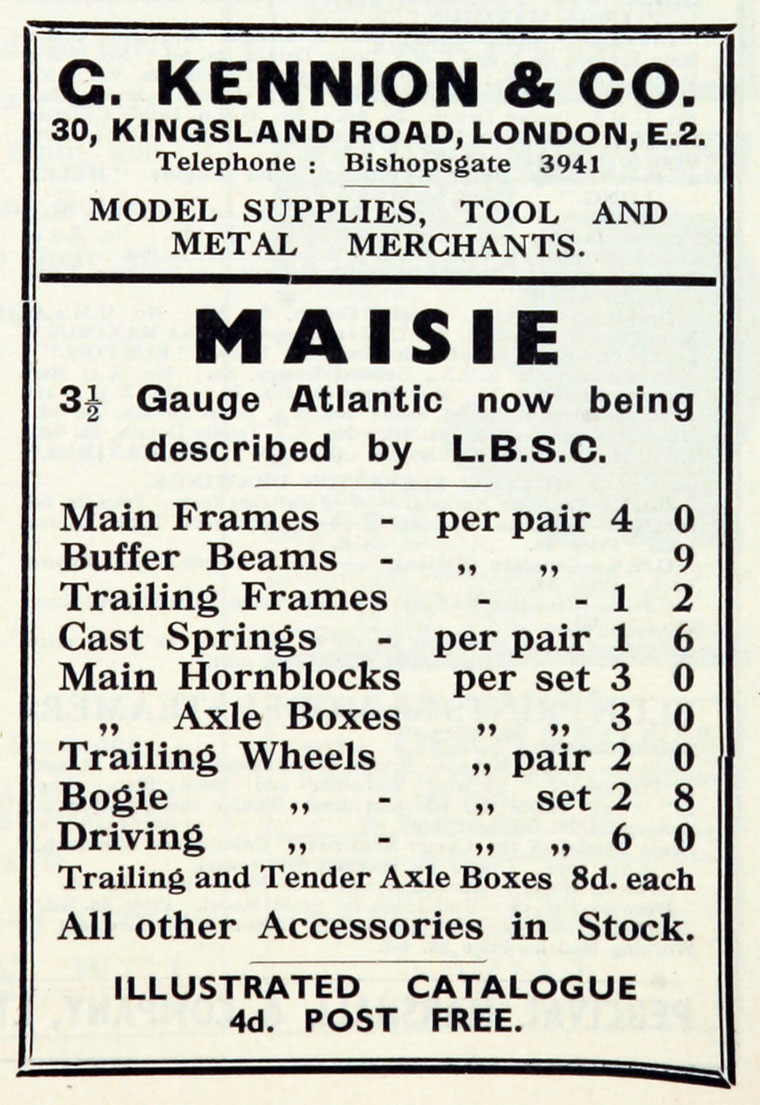 G. KENNION & CO.
30, KINGSLAND ROAD, LONDON, E.2.
Telephone : Bishopsgate 3941
MODEL SUPPLIES, TOOL AND
METAL MERCHANTS.
MAISIE
3½ Gauge Atlantic now being
described by L.B.S.C.
Main Frames - per pair 4 0
Buffer Beams - „ „ 9
Trailing Frames - 1 2
Cast Springs - per pair 1 6
Main Hornblocks per set 3 0
„ Axle Boxes „ „ 3 0
Trailing Wheels „ pair 2 0
Bogie „ - „ set 2 8
Driving „ „ „ 6 0
Trailing and Tender Axle Boxes 8d. each
All other Accessories in Stock.
ILLUSTRATED CATALOGUE
4d. POST FREE.